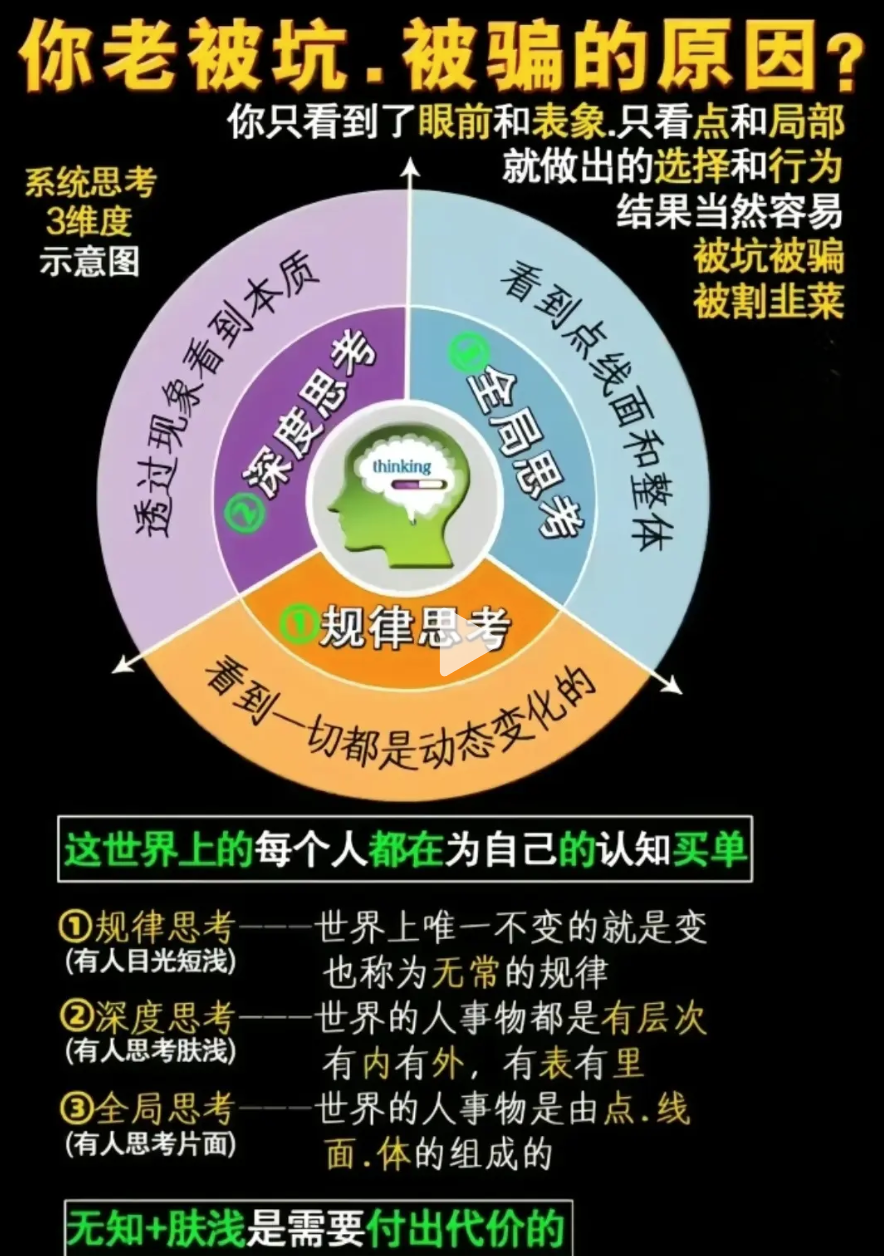 你老被坑.被骗的原因?
你只看到了眼前和表象.只看点和局部
就做出的选择和行为
结果当然容易
被坑被骗
被割韭菜
系统思考
3维度
示意图
透过现象看到本质
②深度思考
看到点线面和整体
③全局思考
thinking
①规律思考
看到一切都是动态变化的
这世界上的每个人都在为自己的认知买单
①规律思考———世界上唯一不变的就是变
(有人目光短浅)
也称为无常的规律
②深度思考———世界的人事物都是有层次
(有人思考肤浅)
有内有外，有表有里
③全局思考———世界的人事物是由点.线
(有人思考片面)
面.体的组成的
无知+肤浅是需要付出代价的